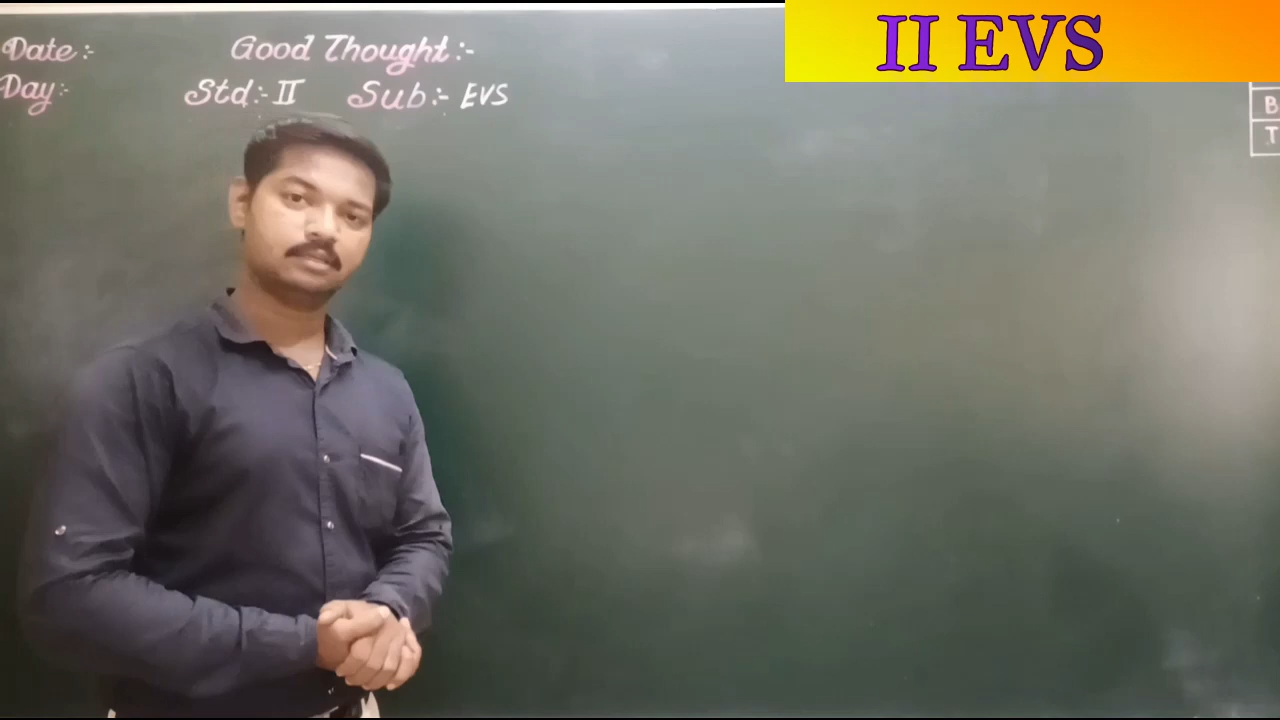 II EVS
Date:- Good Thought:-
Day:- Std:- II Sub:- EVS
B
T